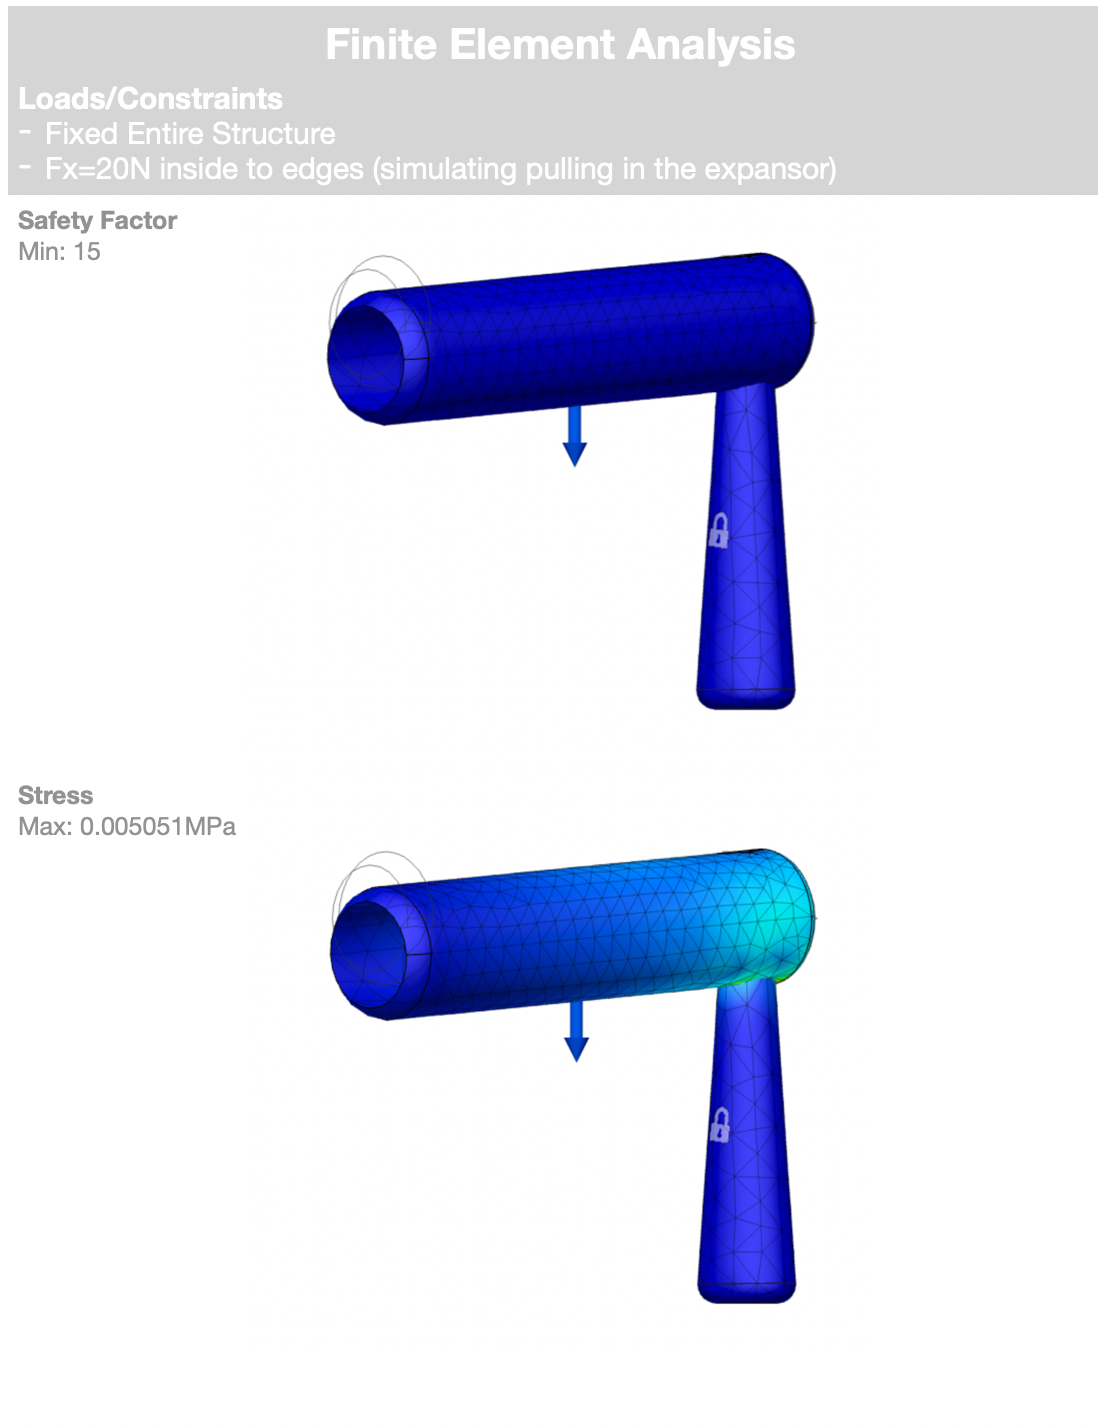 Finite Element Analysis
Loads/Constraints
- Fixed Entire Structure
- Fx=20N inside to edges (simulating pulling in the expansor)
Safety Factor
Min: 15
Stress
Max: 0.005051MPa